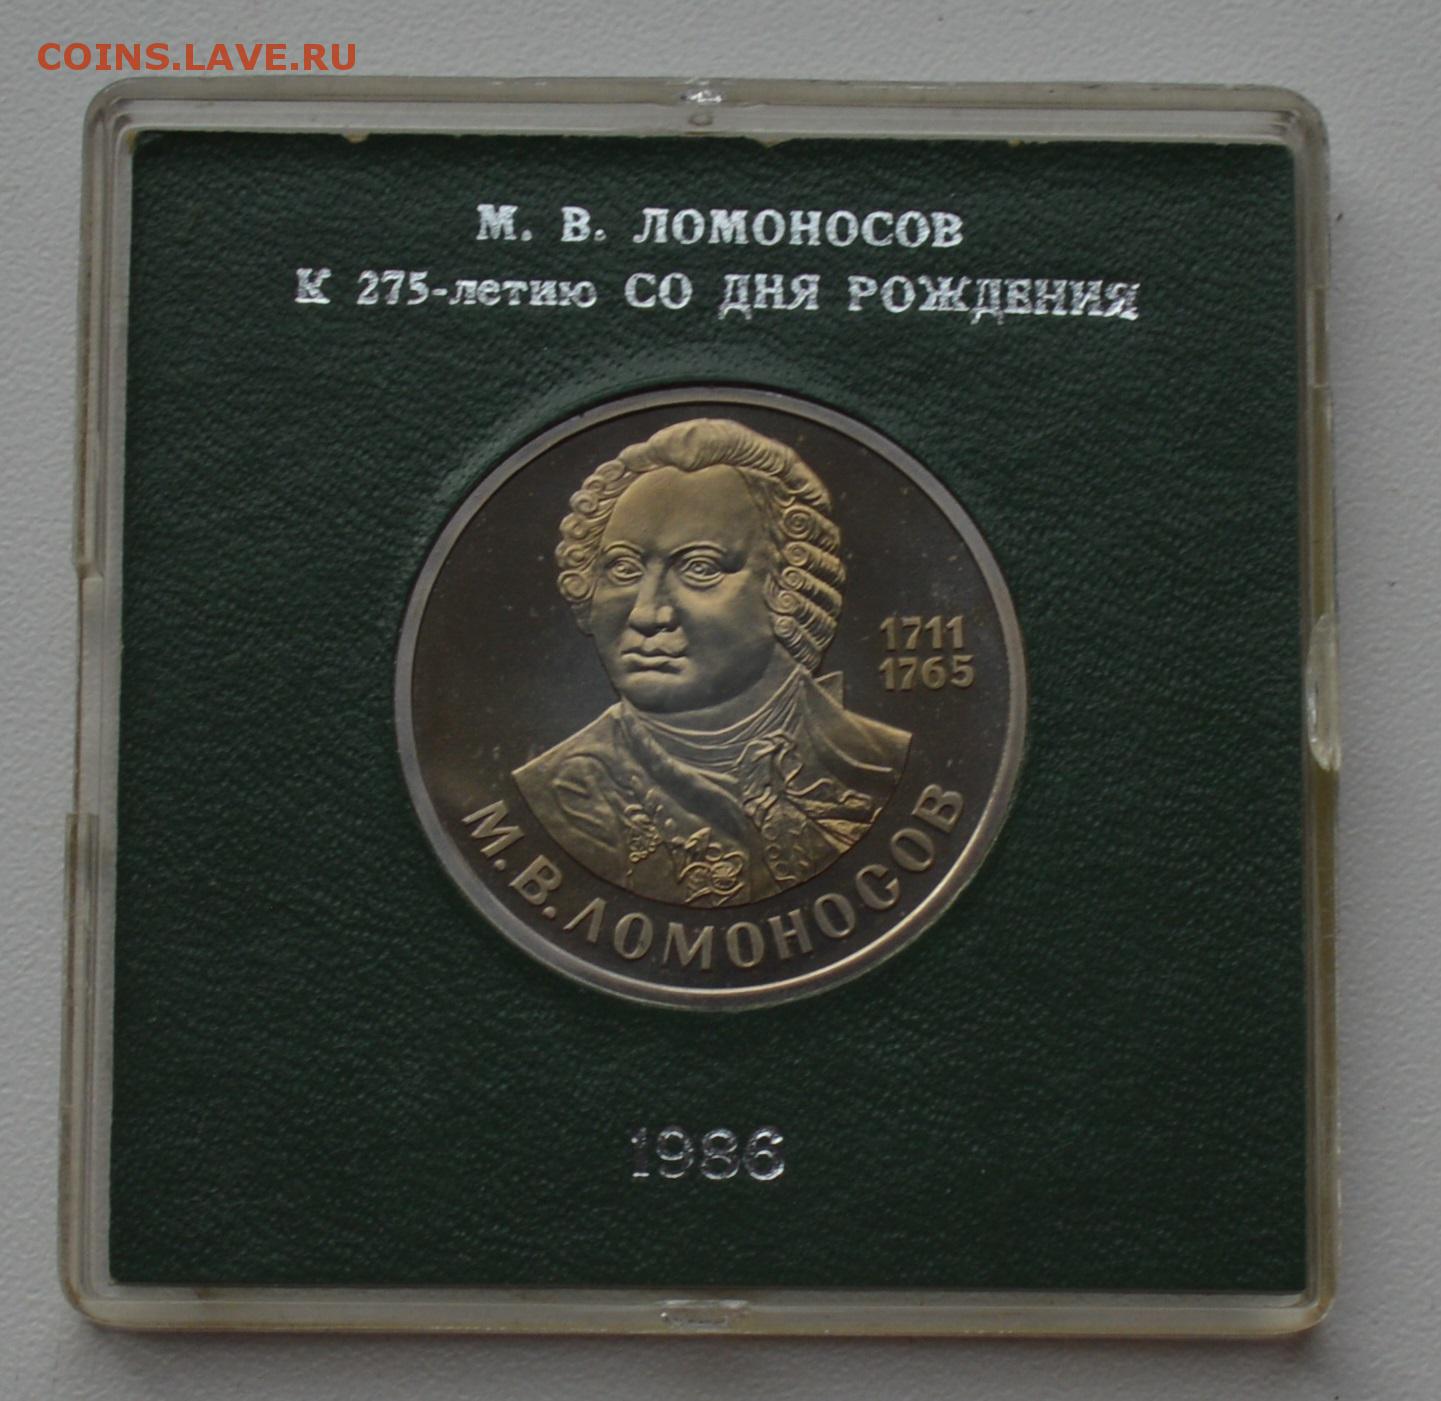 COINS.LAVE.RU
М. В. ЛОМОНОСОВ
К 275-летию СО ДНЯ РОЖДЕНИЯ
1711
1765
М.В.ЛОМОНОСОВ
1986